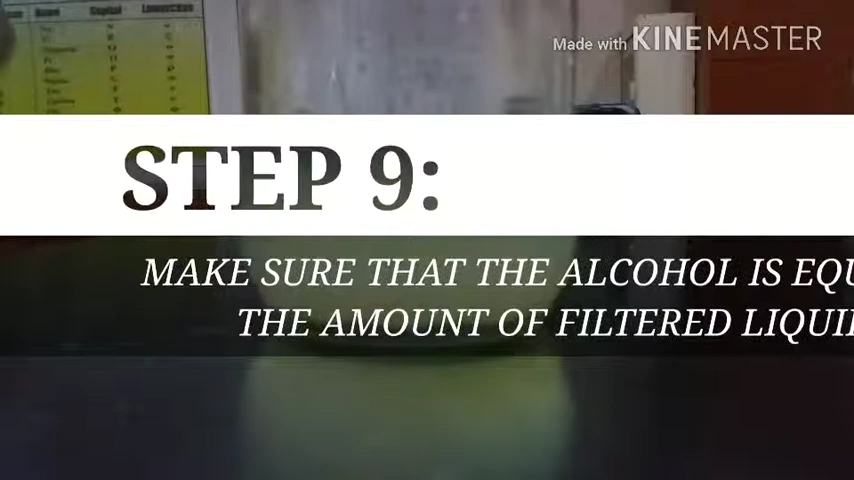 Made with KINEMASTER
STEP 9:
MAKE SURE THAT THE ALCOHOL IS EQU
THE AMOUNT OF FILTERED LIQUI